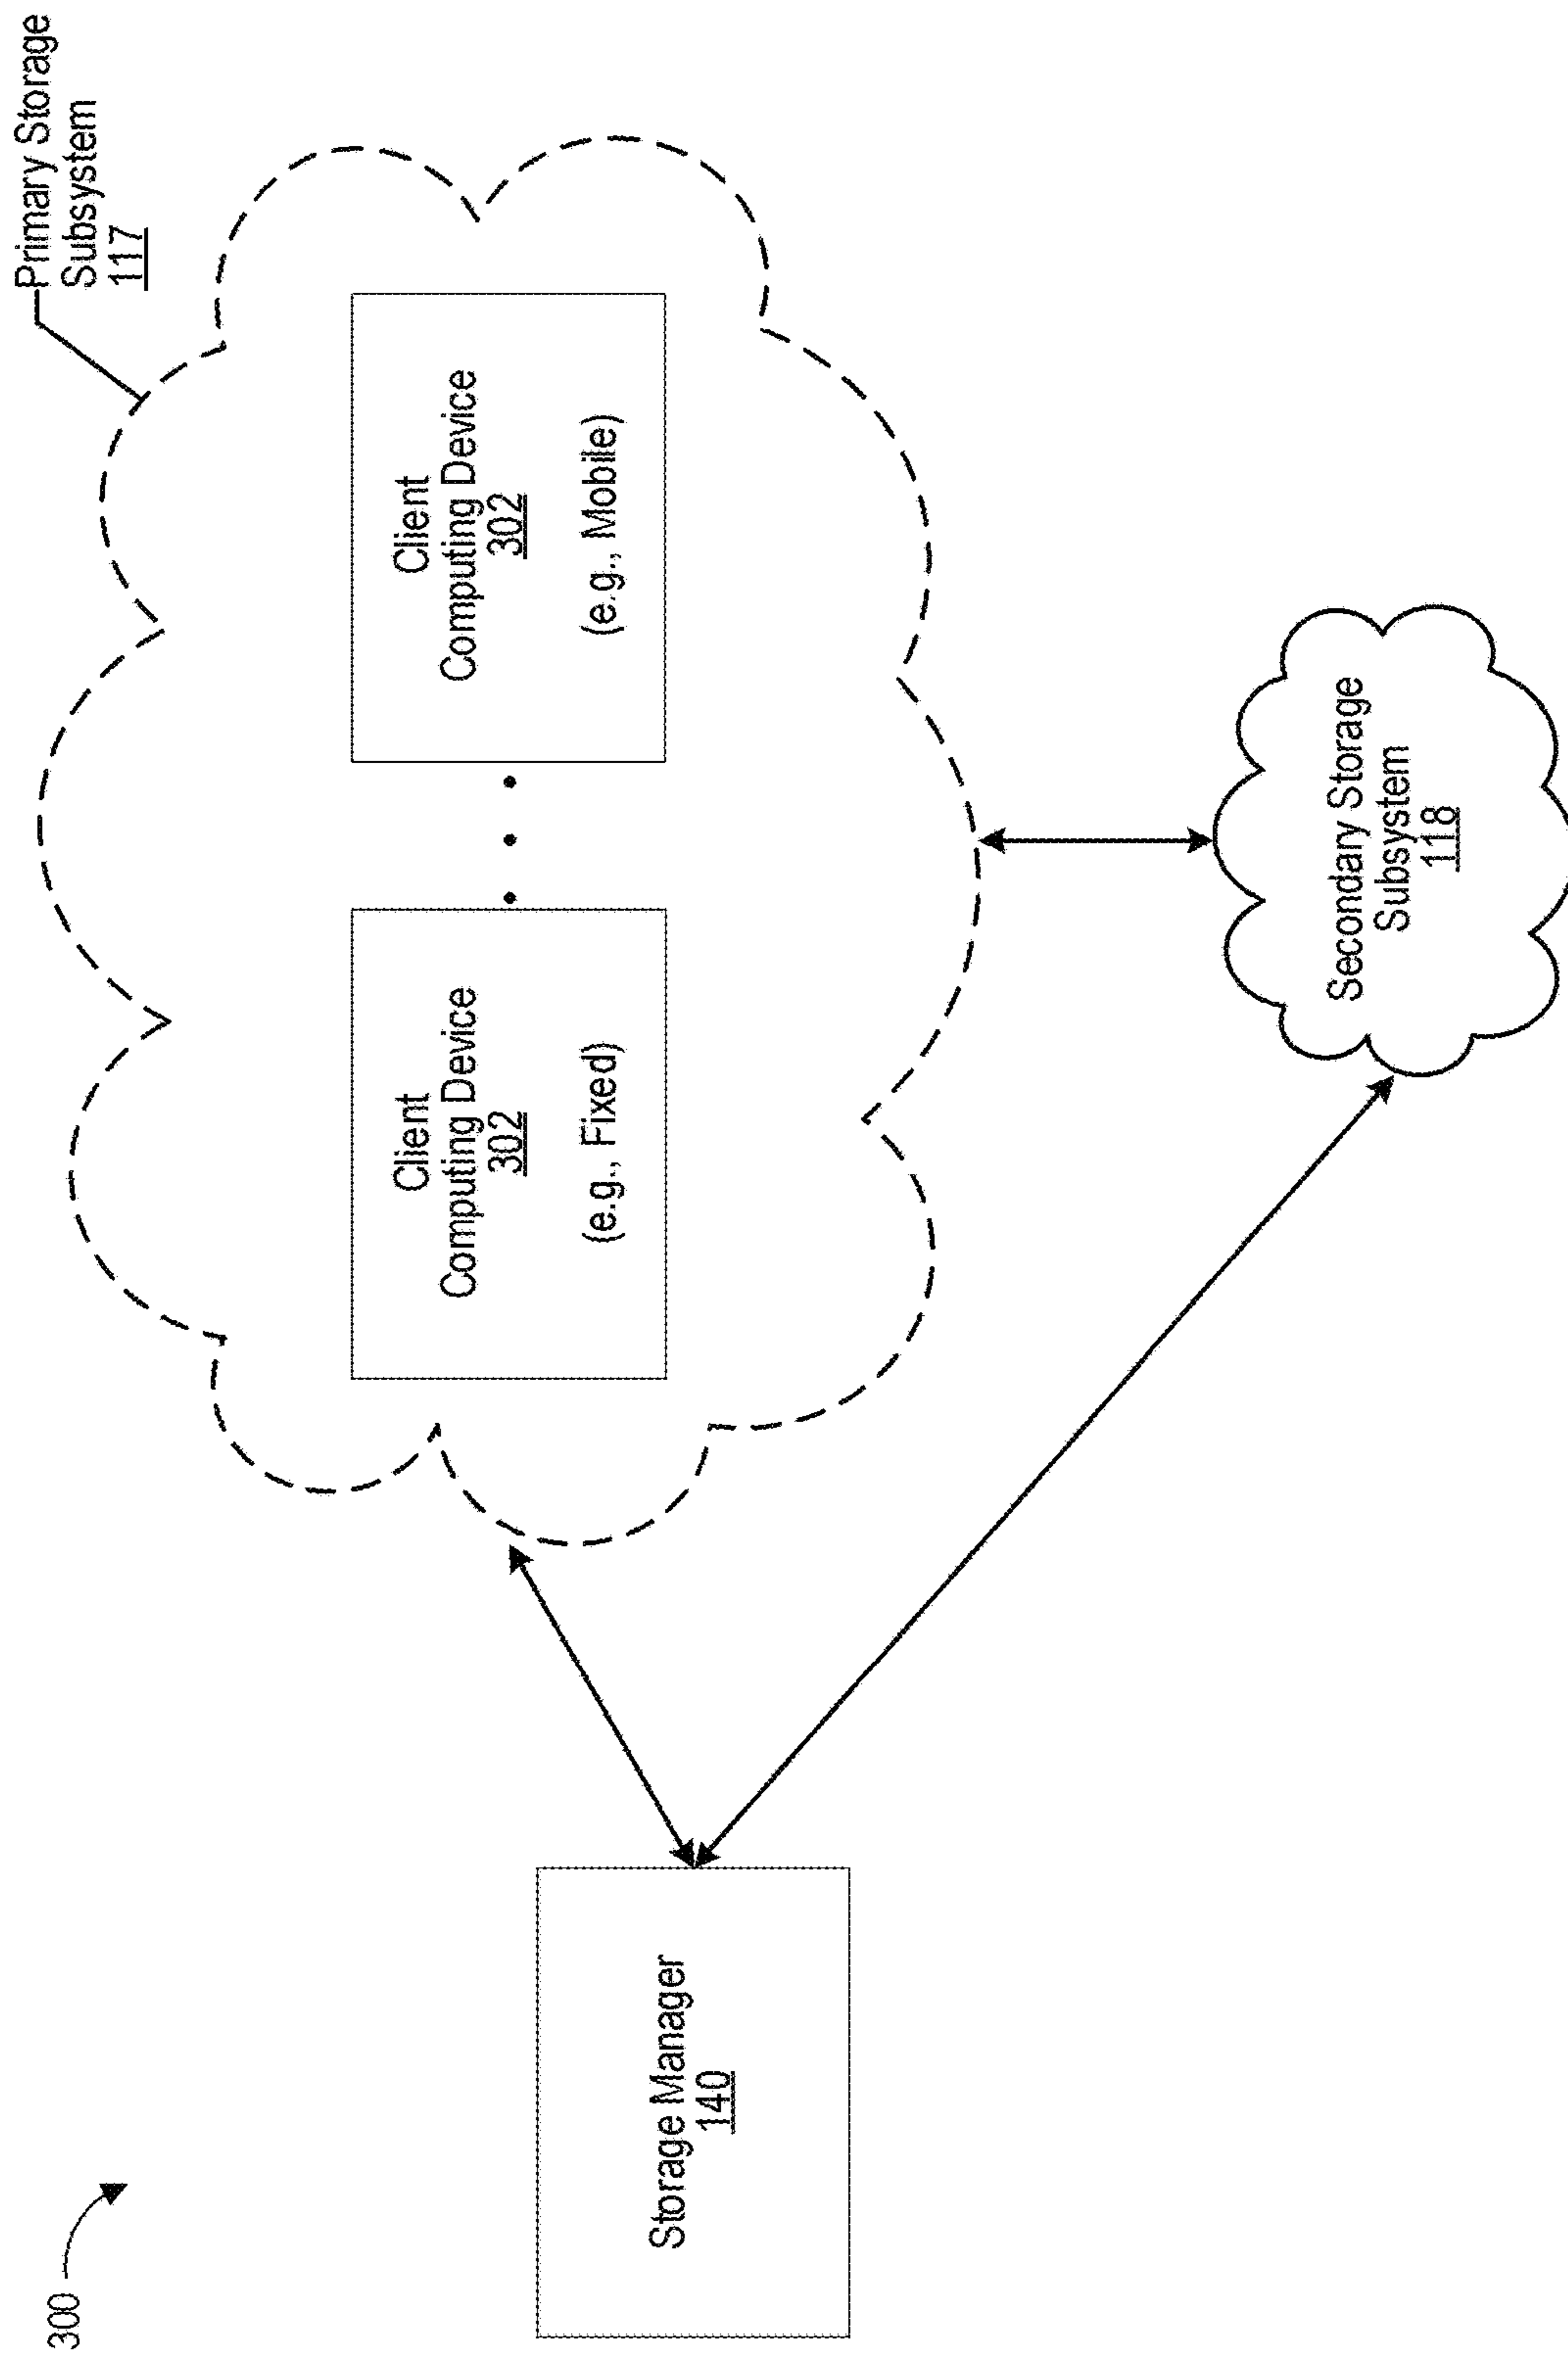 300
Primary Storage
Subsystem
117
Client
Computing Device
302
(e.g., Fixed)
Client
Computing Device
302
(e.g., Mobile)
Storage Manager
140
Secondary Storage
Subsystem
118